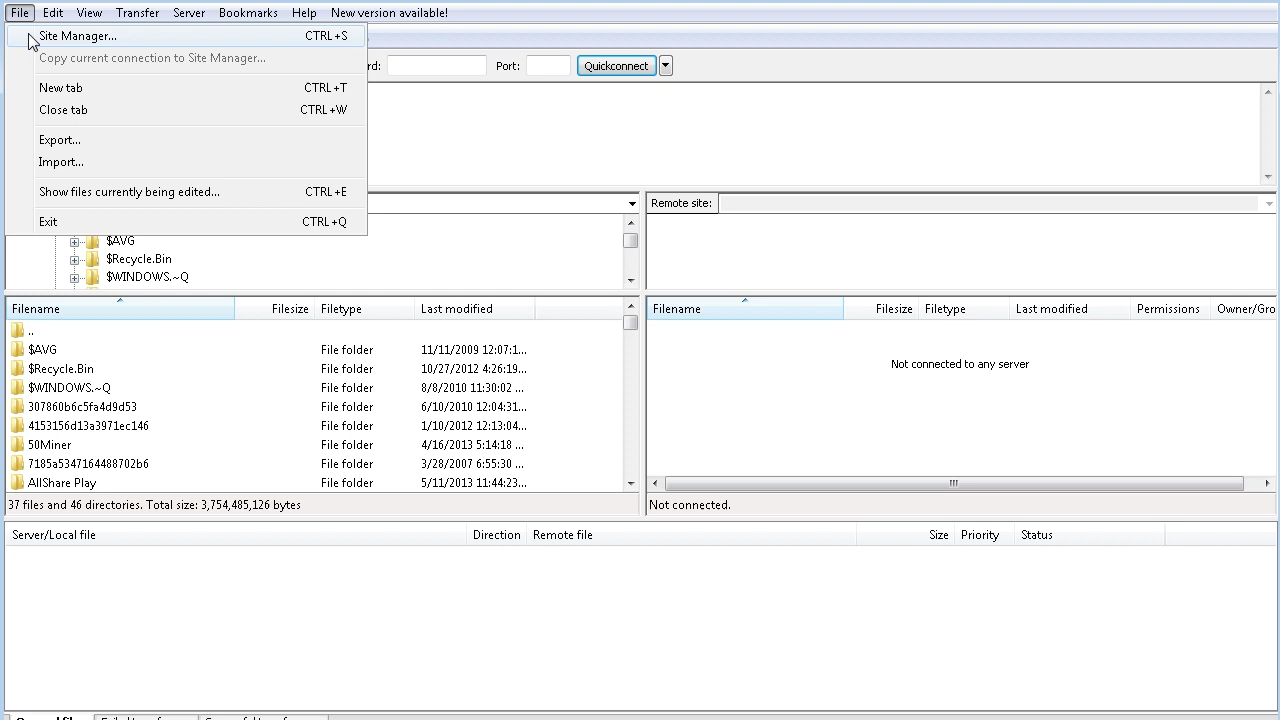 File Edit View Transfer Server Bookmarks Help New version available!
Site Manager... CTRL+S
Copy current connection to Site Manager...
rd: Port: Quickconnect
New tab CTRL+T
Close tab CTRL+W
Export...
Import...
Show files currently being edited... CTRL+E
Remote site:
Exit CTRL+Q
$AVG
$Recycle.Bin
$WINDOWS.~Q
Filename Filesize Filetype Last modified
..
$AVG File folder 11/11/2009 12:07:1...
$Recycle.Bin File folder 10/27/2012 4:26:19...
$WINDOWS.~Q File folder 8/8/2010 11:30:02 ...
307860b6c5fa4d9d53 File folder 6/10/2010 12:04:31...
4153156d13a3971ec146 File folder 1/10/2012 12:13:04...
50Miner File folder 4/16/2013 5:14:18 ...
7185a5347164488702b6 File folder 3/28/2007 6:55:30 ...
AllShare Play File folder 5/11/2013 11:44:23...
37 files and 46 directories. Total size: 3,754,485,126 bytes
Filename Filesize Filetype Last modified Permissions Owner/Gro
Not connected to any server
Not connected.
Server/Local file Direction Remote file Size Priority Status